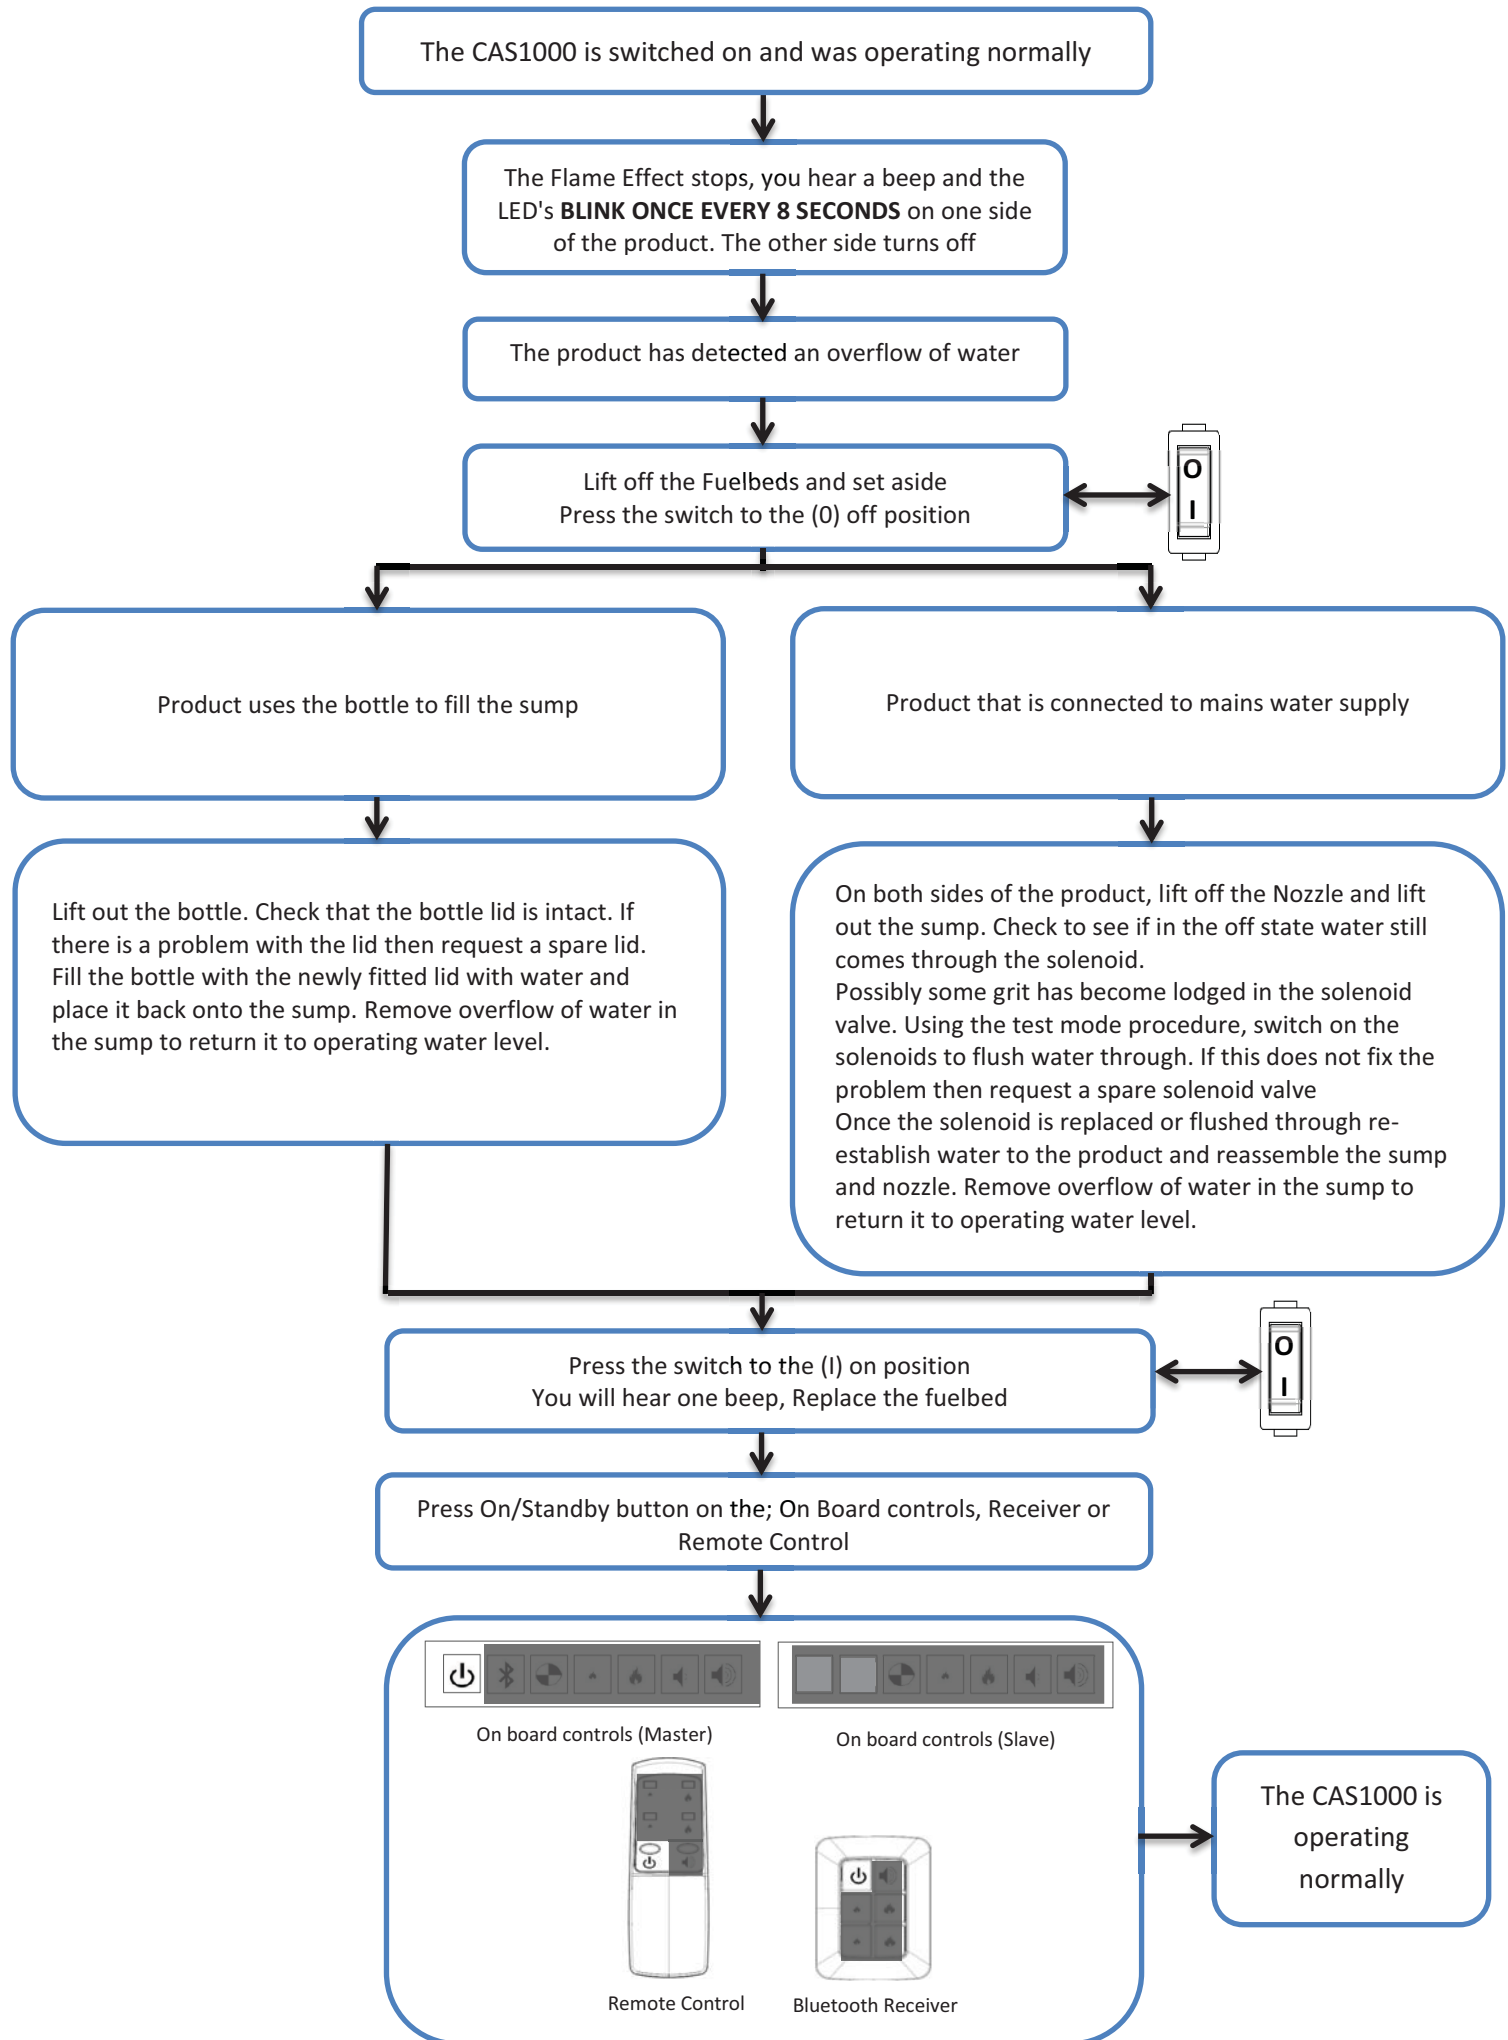 The CAS1000 is switched on and was operating normally
The Flame Effect stops, you hear a beep and the
LED's BLINK ONCE EVERY 8 SECONDS on one side
of the product. The other side turns off
The product has detected an overflow of water
Lift off the Fuelbeds and set aside
Press the switch to the (0) off position
O
I
Product uses the bottle to fill the sump
Product that is connected to mains water supply
Lift out the bottle. Check that the bottle lid is intact. If
there is a problem with the lid then request a spare lid.
Fill the bottle with the newly fitted lid with water and
place it back onto the sump. Remove overflow of water in
the sump to return it to operating water level.
On both sides of the product, lift off the Nozzle and lift
out the sump. Check to see if in the off state water still
comes through the solenoid.
Possibly some grit has become lodged in the solenoid
valve. Using the test mode procedure, switch on the
solenoids to flush water through. If this does not fix the
problem then request a spare solenoid valve
Once the solenoid is replaced or flushed through re-
establish water to the product and reassemble the sump
and nozzle. Remove overflow of water in the sump to
return it to operating water level.
Press the switch to the (I) on position
You will hear one beep, Replace the fuelbed
O
I
Press On/Standby button on the; On Board controls, Receiver or
Remote Control
On board controls (Master)
On board controls (Slave)
Remote Control
Bluetooth Receiver
The CAS1000 is
operating
normally